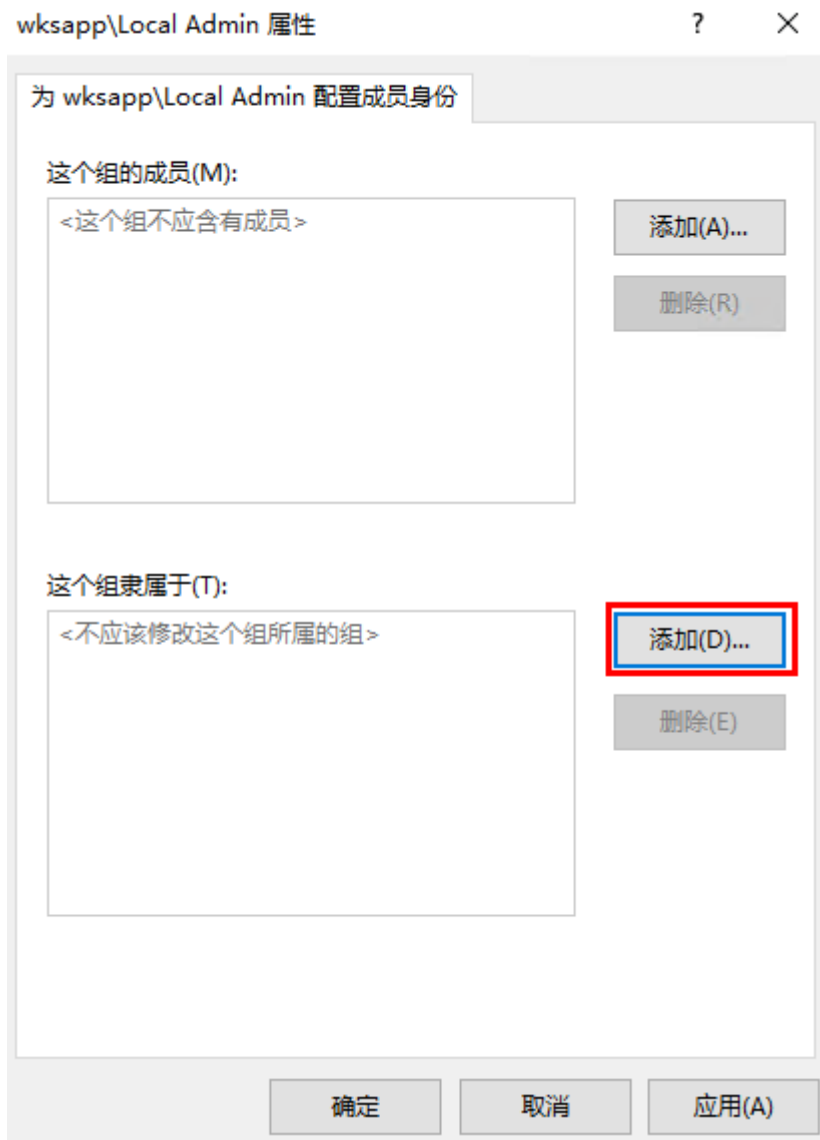 wksapp\Local Admin 属性
?
为 wksapp\Local Admin 配置成员身份
这个组的成员(M):
<这个组不应含有成员>
添加(A)...
删除(R)
这个组隶属于(T):
<不应该修改这个组所属的组>
添加(D)...
删除(E)
确定
取消
应用(A)